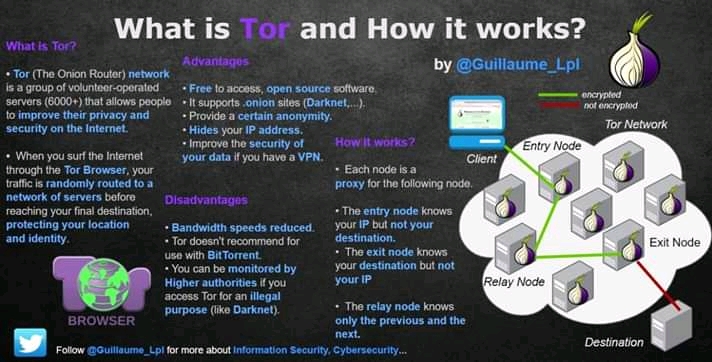 What is Tor and How it works?
by @Guillaume_Lpl
What is Tor?
• Tor (The Onion Router) network
is a group of volunteer-operated
servers (6000+) that allows people
to improve their privacy and
security on the Internet.
• When you surf the Internet
through the Tor Browser, your
traffic is randomly routed to a
network of servers before
reaching your final destination,
protecting your location
and identity.
Tor
BROWSER
Advantages
• Free to access, open source software.
• It supports .onion sites (Darknet,...).
• Provide a certain anonymity.
• Hides your IP address.
• Improve the security of
your data if you have a VPN.
Disadvantages
• Bandwidth speeds reduced.
• Tor doesn't recommend for
use with BitTorrent.
• You can be monitored by
Higher authorities if you
access Tor for an illegal
purpose (like Darknet).
How it works?
• Each node is a
proxy for the following node.
• The entry node knows
your IP but not your
destination.
• The exit node knows
your destination but not
your IP
• The relay node knows
only the previous and the
next.
encrypted
not encrypted
Tor Network
Client
Entry Node
Exit Node
Relay Node
Destination
Follow @Guillaume_Lpl for more about Information Security, Cybersecurity...